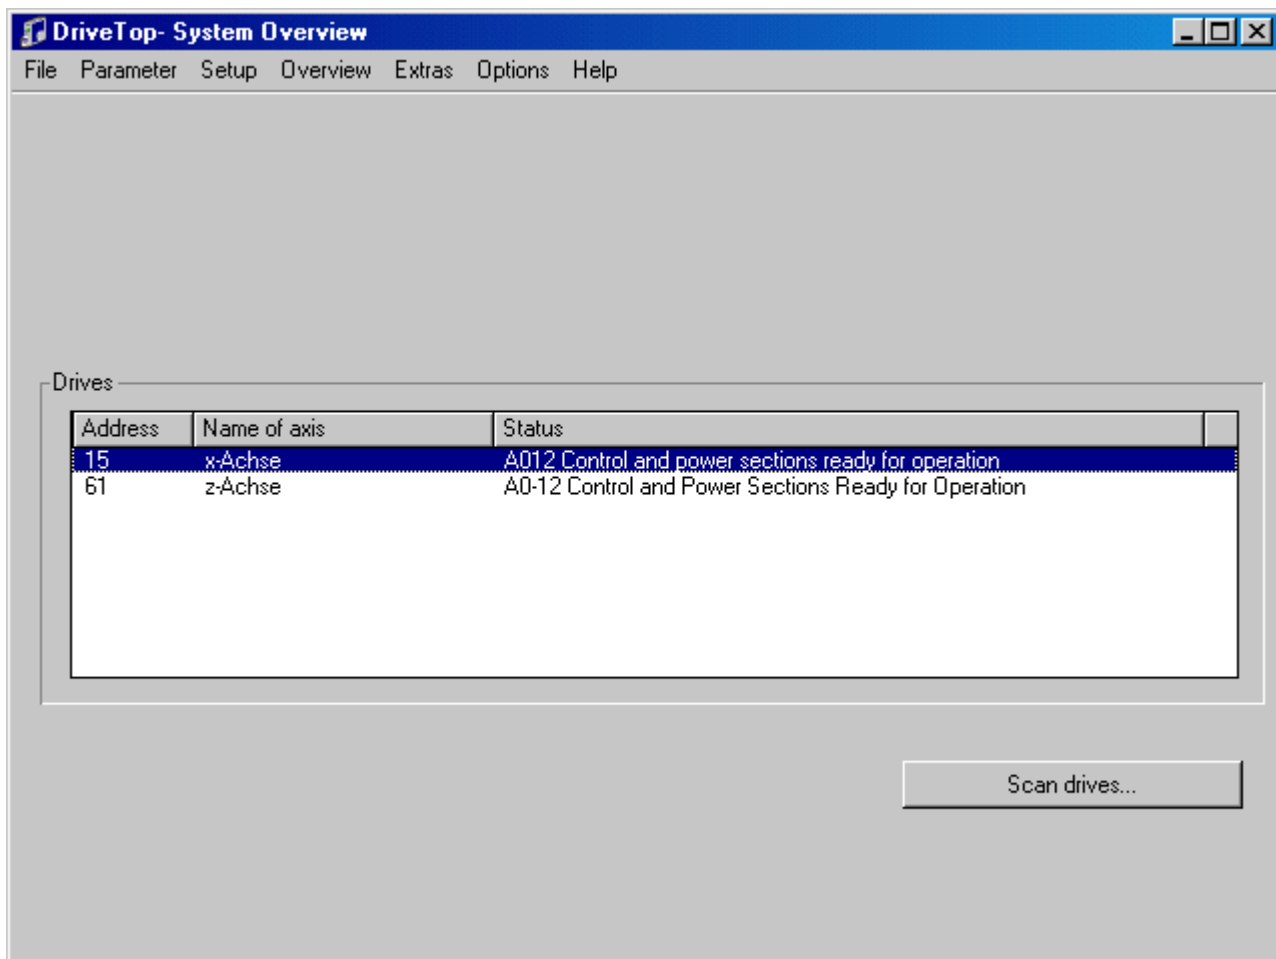 DriveTop- System Overview
File Parameter Setup Overview Extras Options Help
Drives
Address Name of axis Status
15 x-Achse A012 Control and power sections ready for operation
61 z-Achse A0-12 Control and Power Sections Ready for Operation
Scan drives...